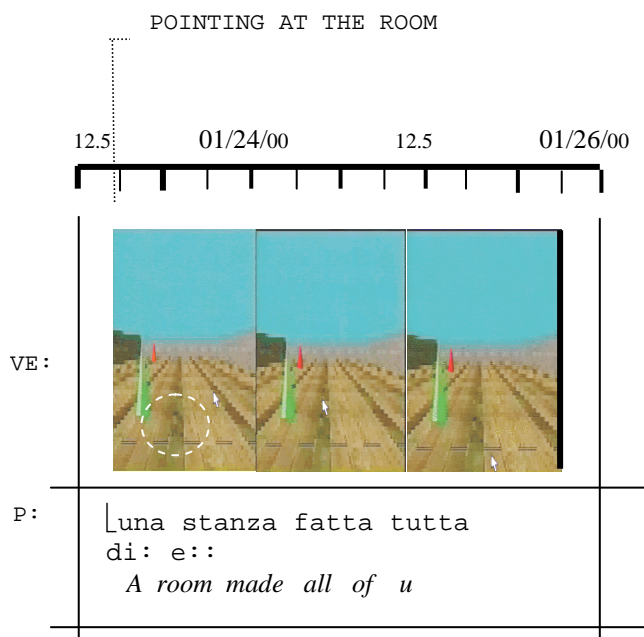 POINTING AT THE ROOM
12.5 01/24/00 12.5 01/26/00
VE:
P: una stanza fatta tutta
di: e::
A room made all of u